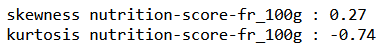 skewness nutrition-score-fr_100g : 0.27
kurtosis nutrition-score-fr_100g : -0.74